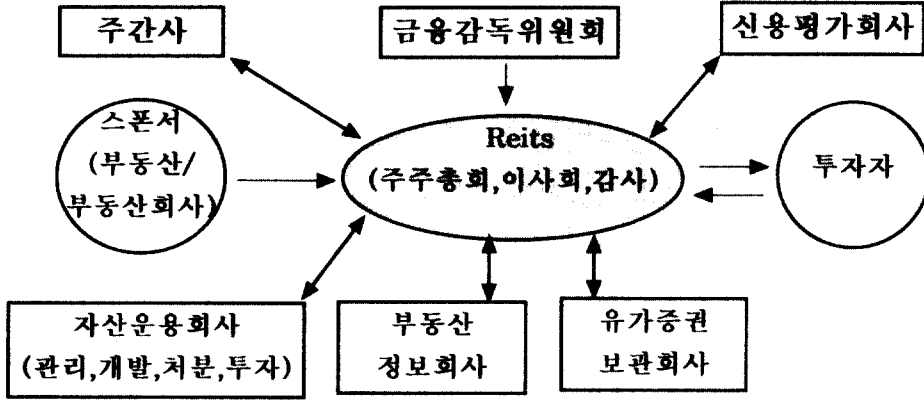 주간사
금융감독위원회
신용평가회사
스폰서
(부동산/
부동산회사)
Reits
(주주총회,이사회,감사)
투자자
자산운용회사
(관리,개발,처분,투자)
부동산
정보회사
유가증권
보관회사